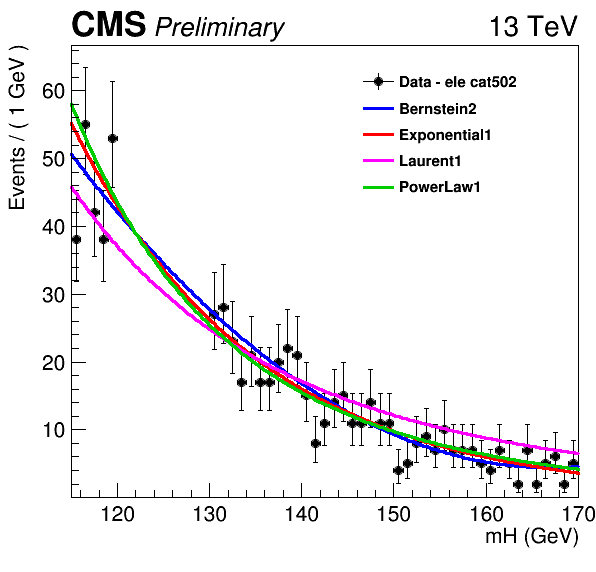 CMS Preliminary 13 TeV
Events / ( 1 GeV )
60
50
40
30
20
10
Data - ele cat502
Bernstein2
Exponential1
Laurent1
PowerLaw1
120 130 140 150 160 170
mH (GeV)